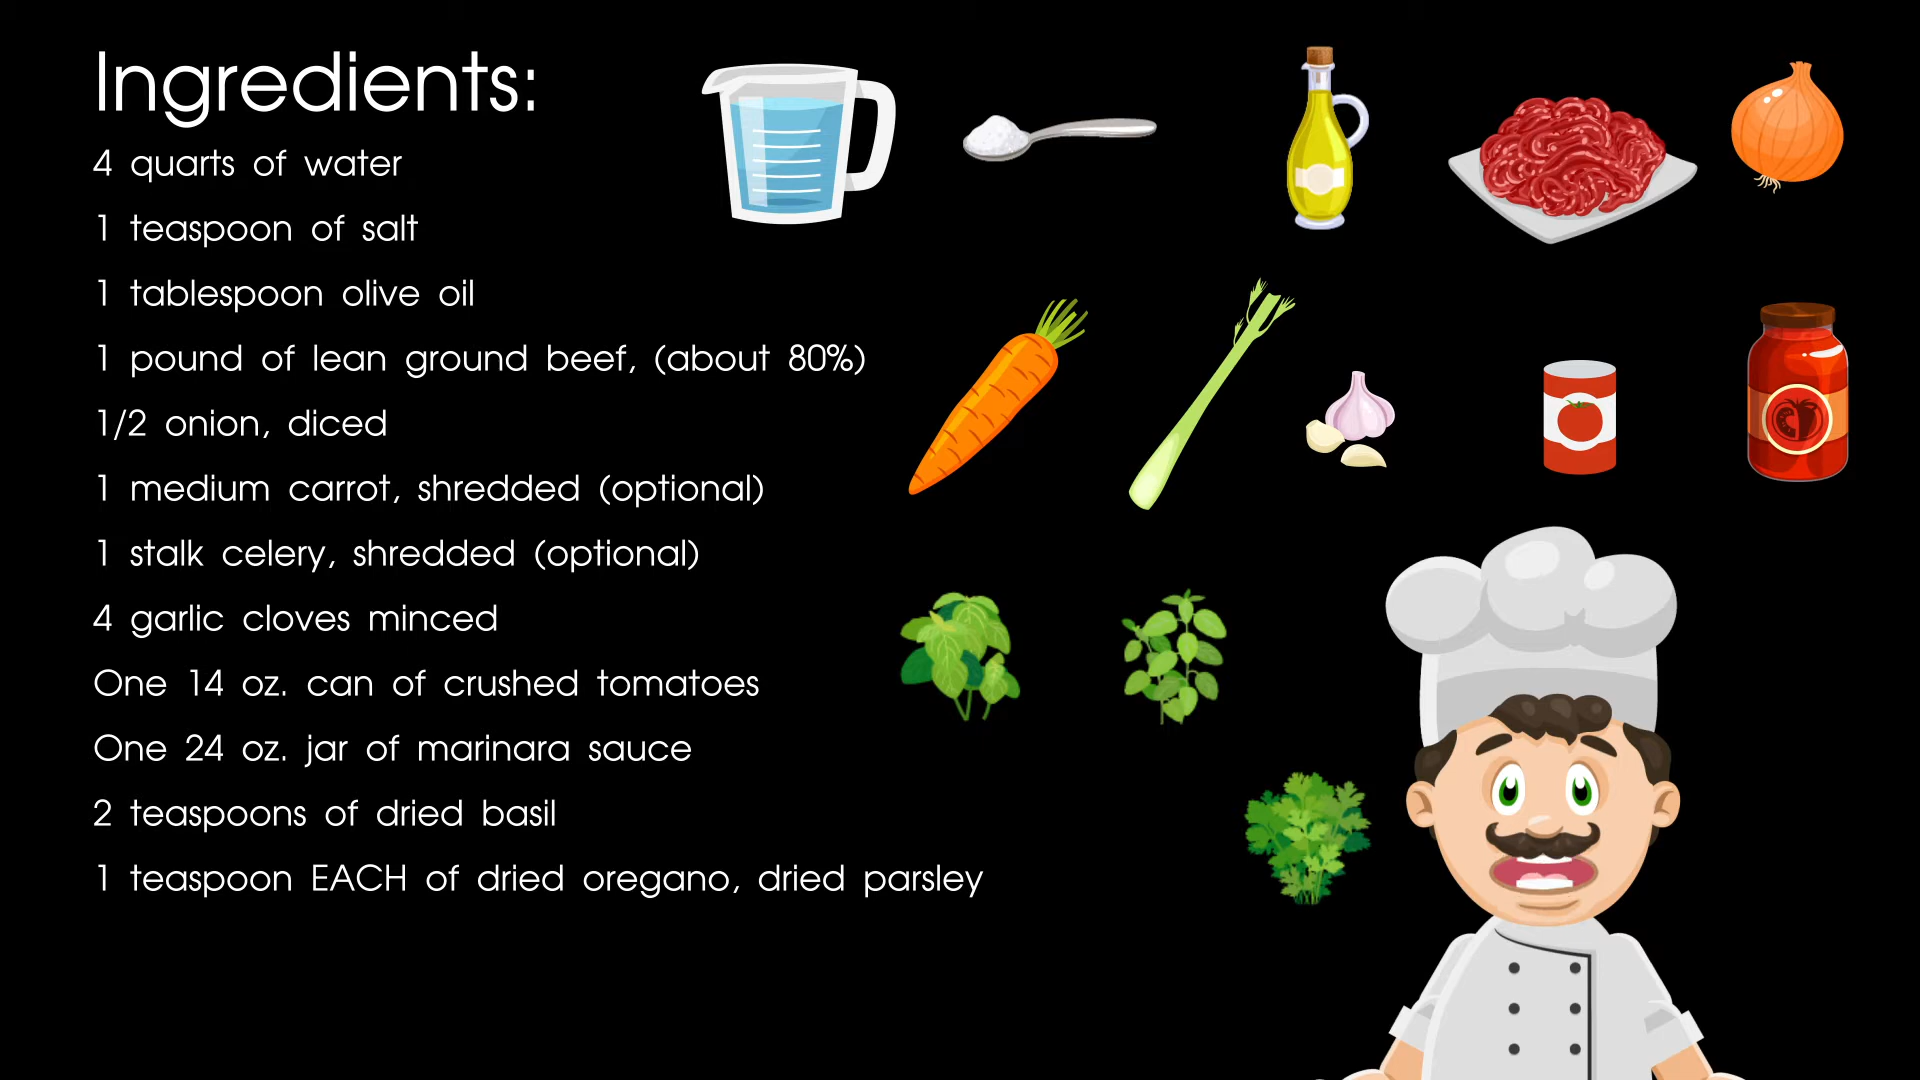 Ingredients:
4 quarts of water
1 teaspoon of salt
1 tablespoon olive oil
1 pound of lean ground beef, (about 80%)
1/2 onion, diced
1 medium carrot, shredded (optional)
1 stalk celery, shredded (optional)
4 garlic cloves minced
One 14 oz. can of crushed tomatoes
One 24 oz. jar of marinara sauce
2 teaspoons of dried basil
1 teaspoon EACH of dried oregano, dried parsley